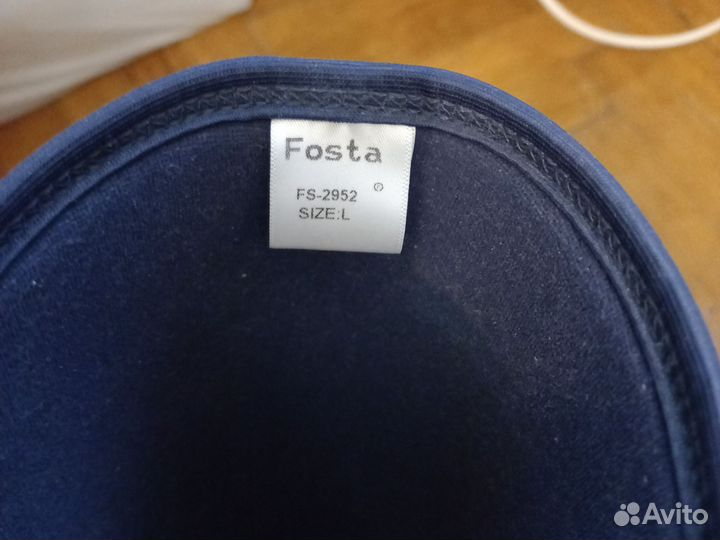 Fosta
®
FS-2952
SIZE:L
Avito